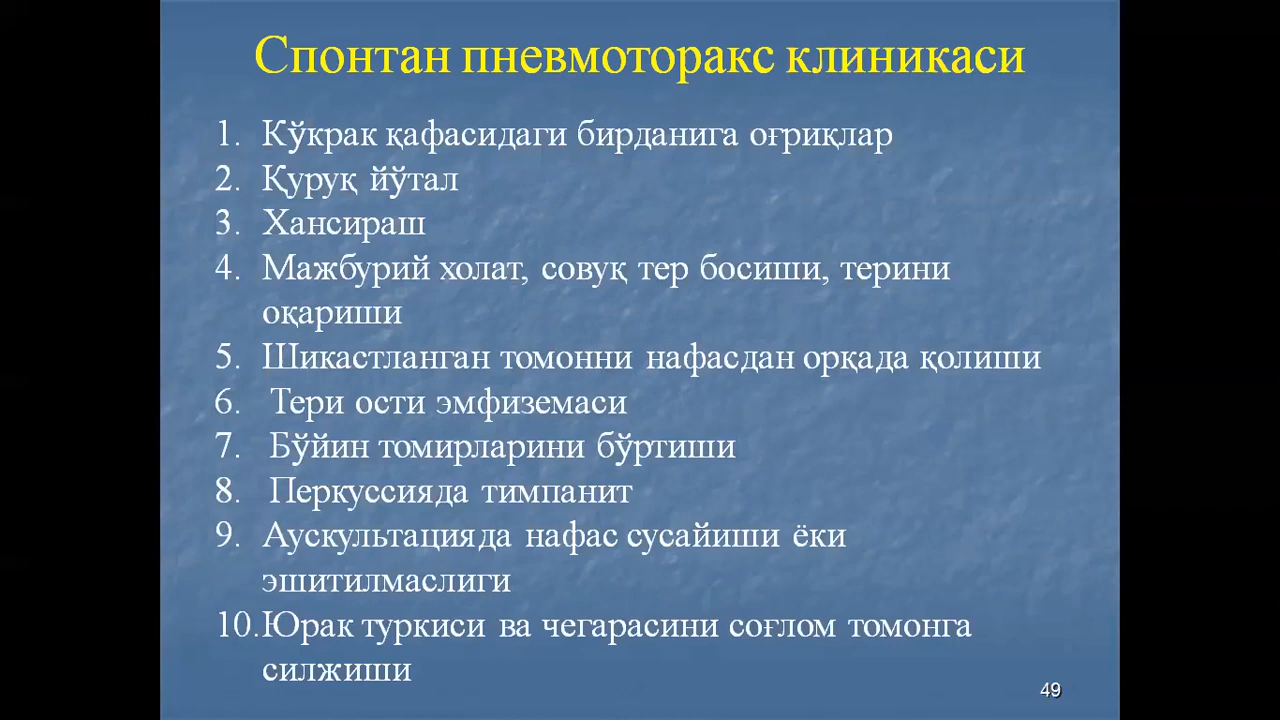 Спонтан пневмоторакс клиникаси
1. Кўкрак қафасидаги бирданига оғриқлар
2. Қуруқ йўтал
3. Хансираш
4. Мажбурий холат, совуқ тер босиши, терини
оқариши
5. Шикастланган томонни нафасдан орқада қолиши
6. Тери ости эмфиземаси
7. Бўйин томирларини бўртиши
8. Перкуссияда тимпанит
9. Аускультацияда нафас сусайиши ёки
эшитилмаслиги
10. Юрак туркиси ва чегарасини соғлом томонга
силжиши
49